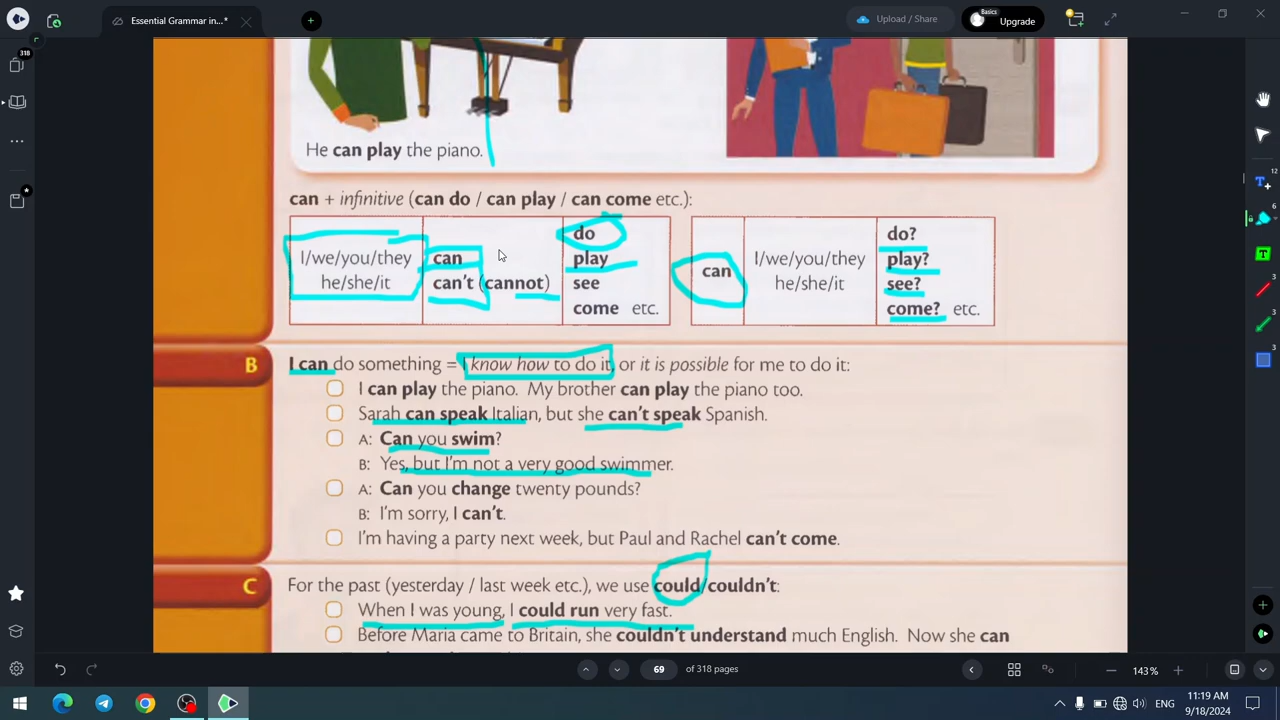 Essential Grammar in...*
Upload / Share
Basics
Upgrade
318
He can play the piano.
can + infinitive (can do / can play / can come etc.):
I/we/you/they
he/she/it
can
can't (cannot)
do
play
see
come etc.
can
I/we/you/they
he/she/it
do?
play?
see?
come? etc.
B
I can do something = I know how to do it, or it is possible for me to do it:
I can play the piano. My brother can play the piano too.
Sarah can speak Italian, but she can't speak Spanish.
A: Can you swim?
B: Yes, but I'm not a very good swimmer.
A: Can you change twenty pounds?
B: I'm sorry, I can't.
I'm having a party next week, but Paul and Rachel can't come.
C
For the past (yesterday / last week etc.), we use could/couldn't:
When I was young, I could run very fast.
Before Maria came to Britain, she couldn't understand much English. Now she can
12
6
69 of 318 pages
143%
ENG
11:19 AM
9/18/2024